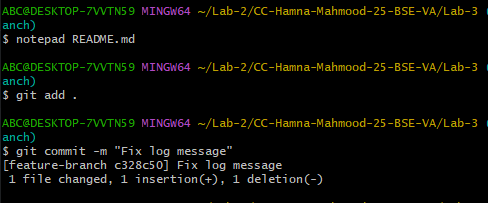 ABC@DESKTOP-7VVTN59 MINGW64 ~/Lab-2/CC-Hamna-Mahmood-25-BSE-VA/Lab-3 (
anch)
$ notepad README.md
ABC@DESKTOP-7VVTN59 MINGW64 ~/Lab-2/CC-Hamna-Mahmood-25-BSE-VA/Lab-3 (
anch)
$ git add .
ABC@DESKTOP-7VVTN59 MINGW64 ~/Lab-2/CC-Hamna-Mahmood-25-BSE-VA/Lab-3 (
anch)
$ git commit -m "Fix log message"
[feature-branch c328c50] Fix log message
 1 file changed, 1 insertion(+), 1 deletion(-)